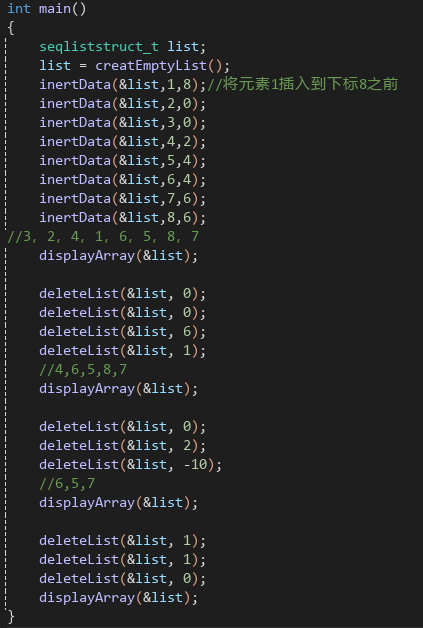 int main()
{
    seqliststruct_t list;
    list = creatEmptyList();
    inertData(&list,1,8);//将元素1插入到下标8之前
    inertData(&list,2,0);
    inertData(&list,3,0);
    inertData(&list,4,2);
    inertData(&list,5,4);
    inertData(&list,6,4);
    inertData(&list,7,6);
    inertData(&list,8,6);
//3, 2, 4, 1, 6, 5, 8, 7
    displayArray(&list);

    deleteList(&list, 0);
    deleteList(&list, 0);
    deleteList(&list, 6);
    deleteList(&list, 1);
    //4,6,5,8,7
    displayArray(&list);

    deleteList(&list, 0);
    deleteList(&list, 2);
    deleteList(&list, -10);
    //6,5,7
    displayArray(&list);

    deleteList(&list, 1);
    deleteList(&list, 1);
    deleteList(&list, 0);
    displayArray(&list);
}